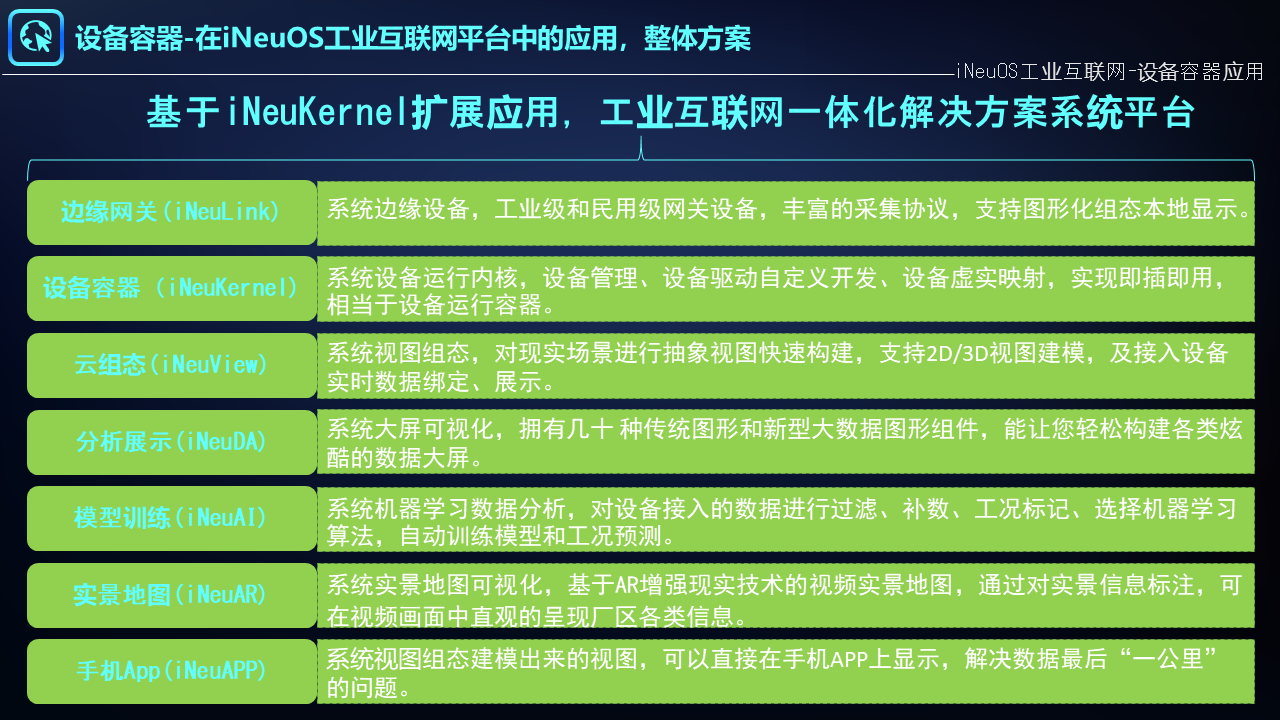 设备容器-在iNeuOS工业互联网平台中的应用，整体方案
iNeuOS工业互联网-设备容器应用
基于iNeuKernel扩展应用，工业互联网一体化解决方案系统平台
边缘网关(iNeuLink)
系统边缘设备，工业级和民用级网关设备，丰富的采集协议，支持图形化组态本地显示。
设备容器（iNeuKernel)
系统设备运行内核，设备管理、设备驱动自定义开发、设备虚实映射，实现即插即用，
相当于设备运行容器。
云组态(iNeuView)
系统视图组态，对现实场景进行抽象视图快速构建，支持2D/3D视图建模，及接入设备
实时数据绑定、展示。
分析展示(iNeuDA)
系统大屏可视化，拥有几十 种传统图形和新型大数据图形组件，能让您轻松构建各类炫
酷的数据大屏。
模型训练(iNeuAI)
系统机器学习数据分析，对设备接入的数据进行过滤、补数、工况标记、选择机器学习
算法，自动训练模型和工况预测。
实景地图(iNeuAR)
系统实景地图可视化，基于AR增强现实技术的视频实景地图，通过对实景信息标注，可
在视频画面中直观的呈现厂区各类信息。
手机App(iNeuAPP)
系统视图组态建模出来的视图，可以直接在手机APP上显示，解决数据最后“一公里”
的问题。